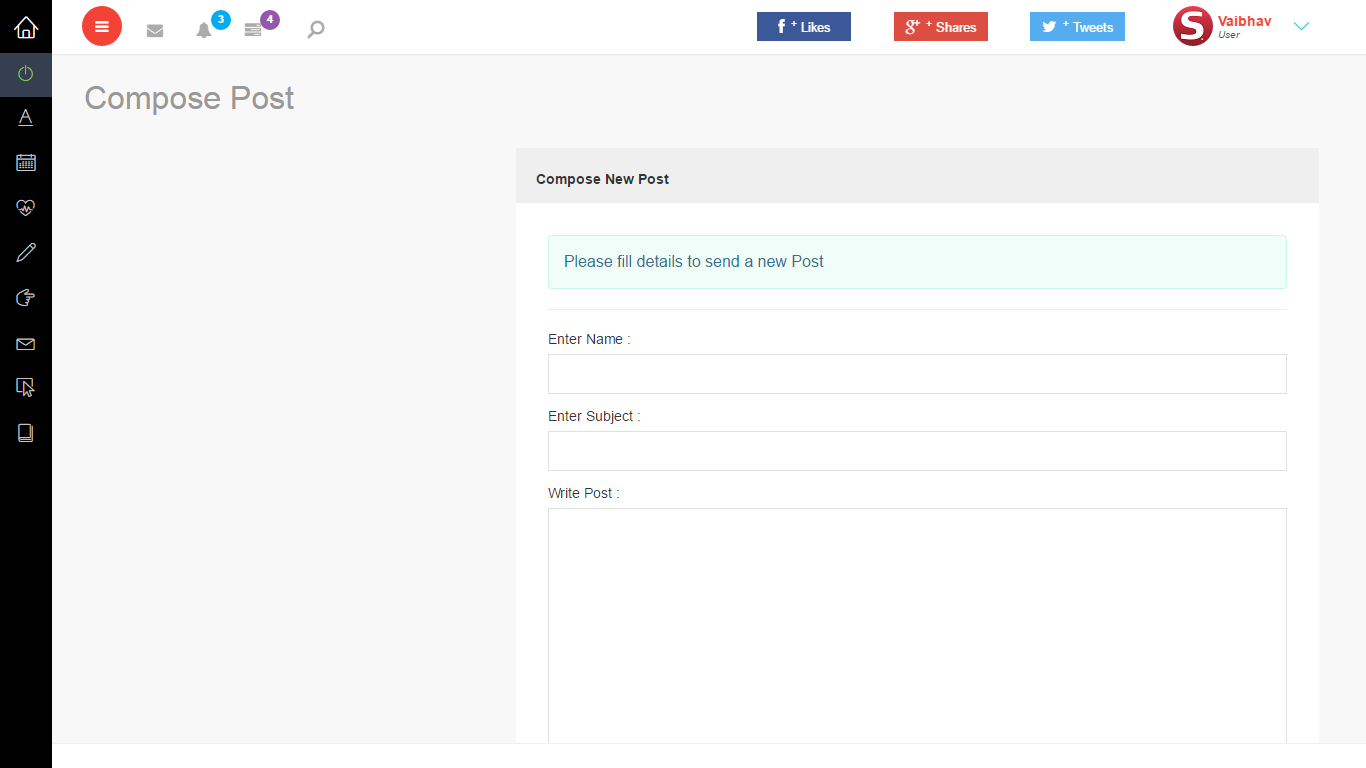 3
4
+ Likes
g+ + Shares
+ Tweets
S
Vaibhav
User
A
Compose Post
Compose New Post
Please fill details to send a new Post
Enter Name :
Enter Subject :
Write Post :